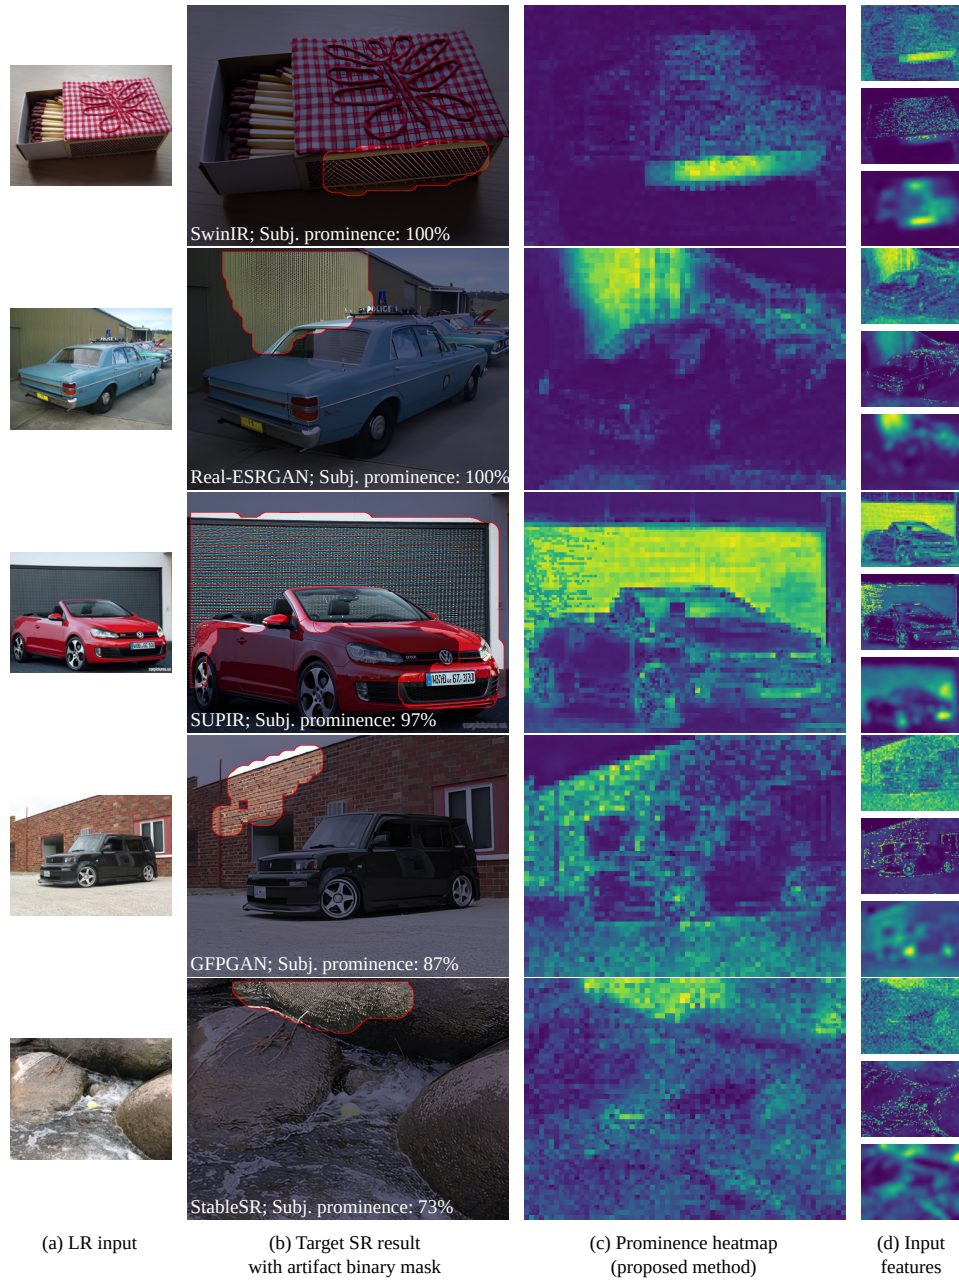 SwinIR; Subj. prominence: 100%
POLICE
Real-ESRGAN; Subj. prominence: 100%
SUPIR; Subj. prominence: 97%
GFPGAN; Subj. prominence: 87%
StableSR; Subj. prominence: 73%
(a) LR input
(b) Target SR result
with artifact binary mask
(c) Prominence heatmap
(proposed method)
(d) Input
features